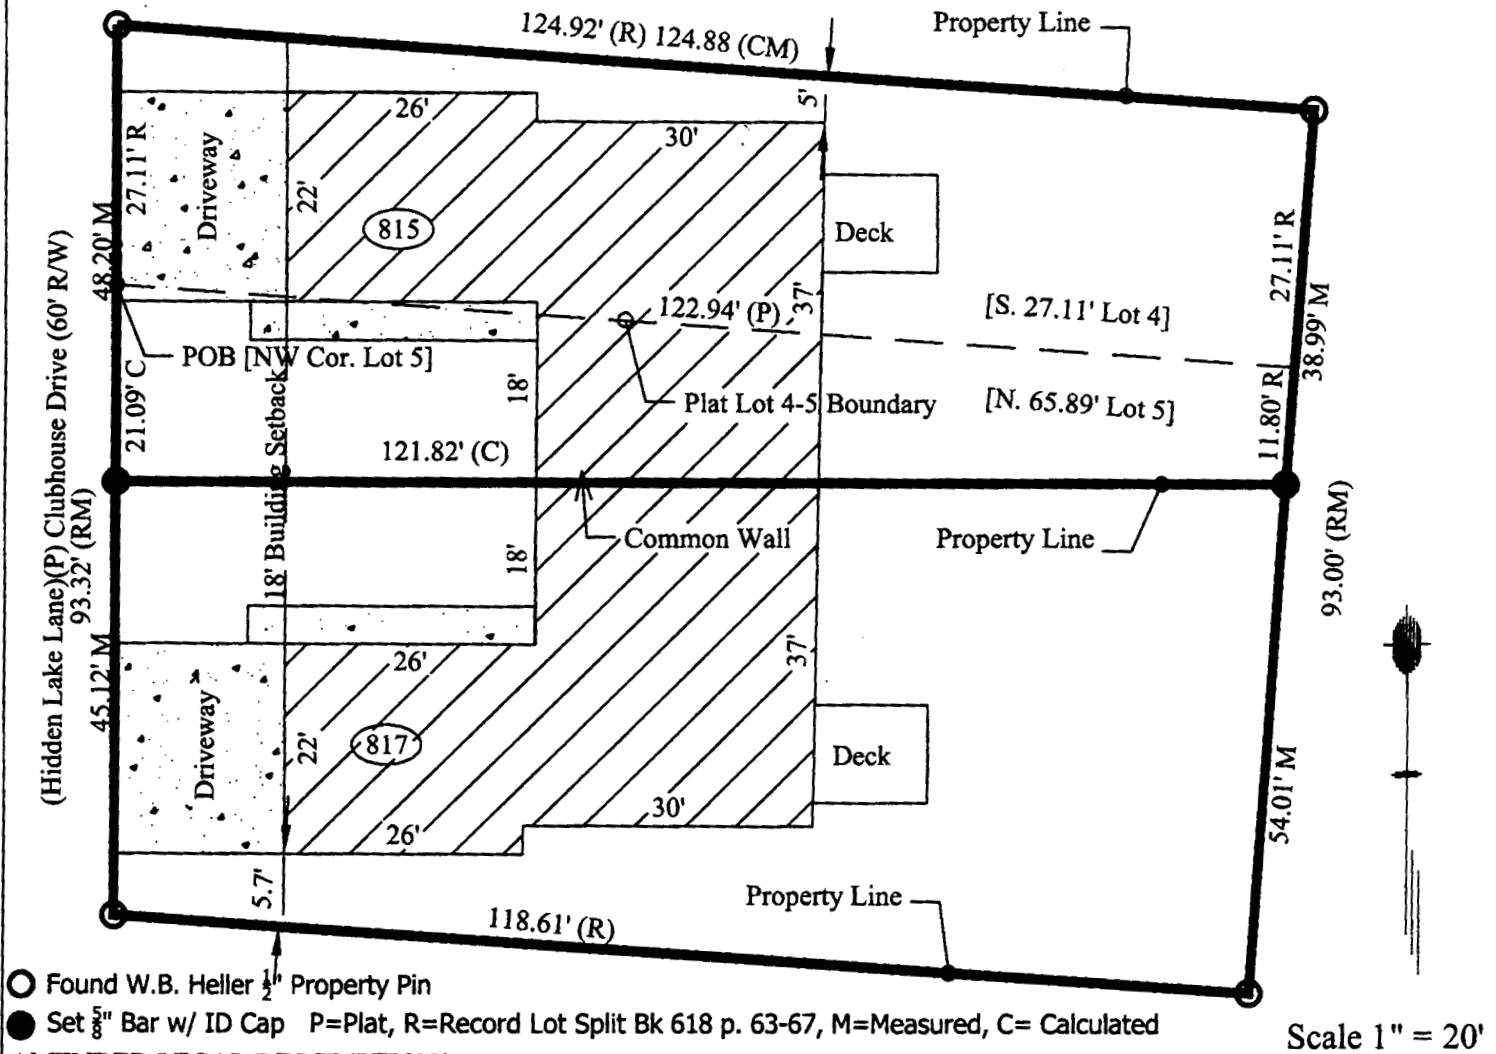 124.92' (R) 124.88 (CM)
Property Line
5'
26'
30'
27.11' R
Driveway
22'
815
Deck
48.20' M
27.11' R
37'
122.94' (P)
[S. 27.11' Lot 4]
38.99' M
POB [NW Cor. Lot 5]
21.09' C
18'
Plat Lot 4-5 Boundary
[N. 65.89' Lot 5]
11.80' R
(Hidden Lake Lane)(P) Clubhouse Drive (60' R/W)
93.32' (RM)
18' Building Setback
121.82' (C)
Common Wall
Property Line
93.00' (RM)
18'
45.12' M
26'
37'
Driveway
22'
817
Deck
54.01' M
30'
26'
5.7'
Property Line
118.61' (R)
Found W.B. Heller ½" Property Pin
Set ⅝" Bar w/ ID Cap P=Plat, R=Record Lot Split Bk 618 p. 63-67, M=Measured, C= Calculated
Scale 1" = 20'